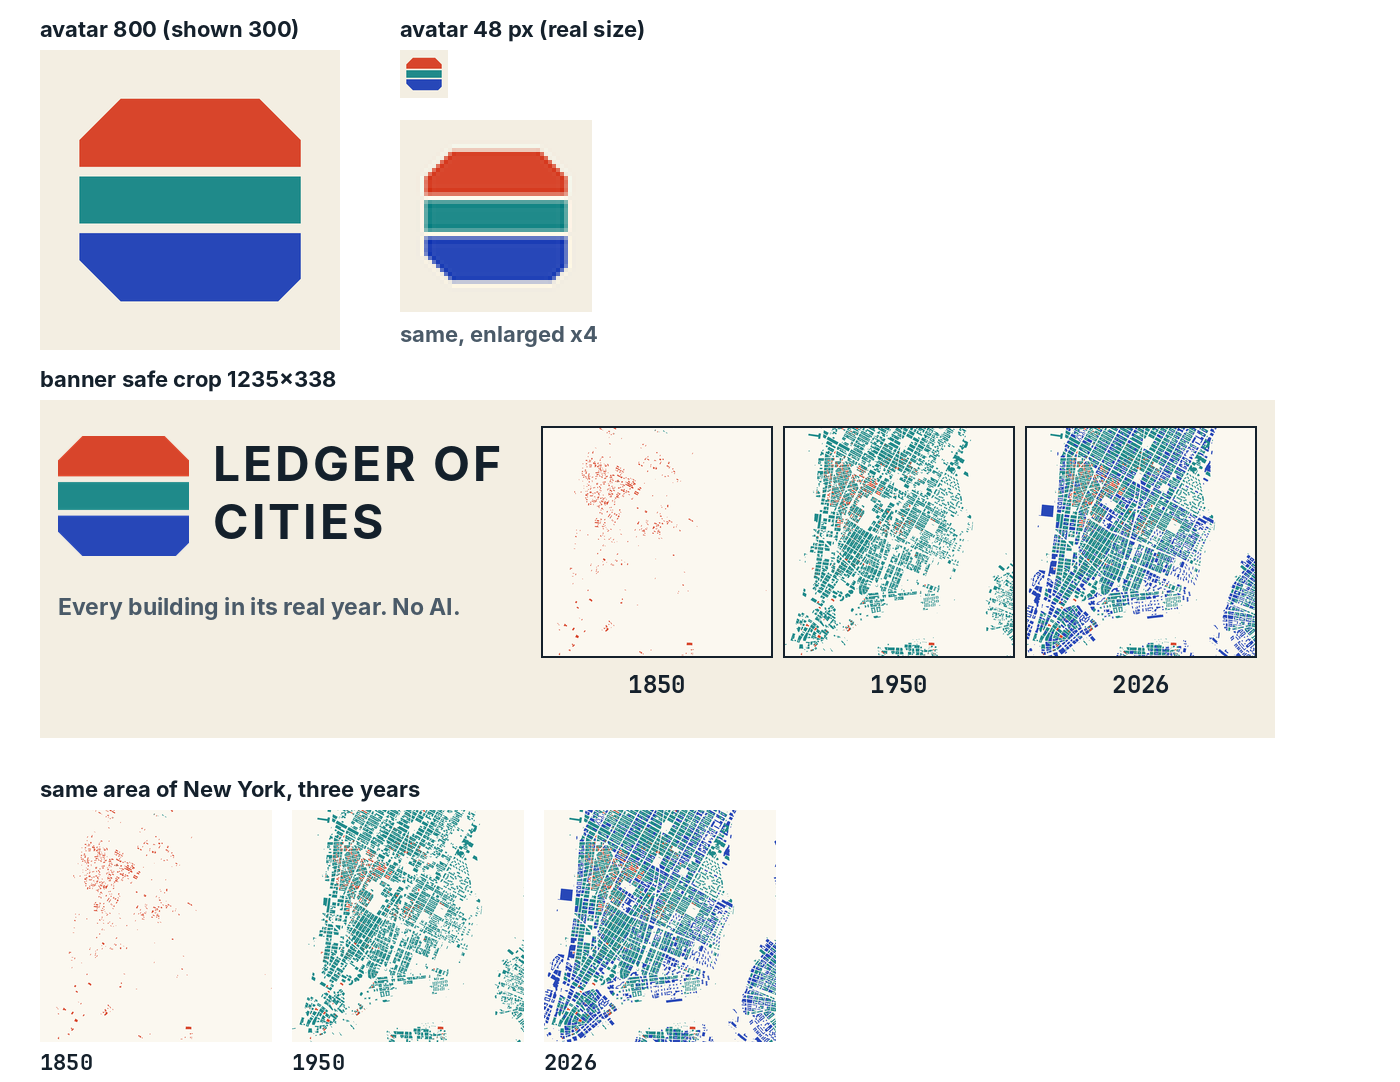 avatar 800 (shown 300)
avatar 48 px (real size)
same, enlarged x4
banner safe crop 1235×338
LEDGER OF
CITIES
Every building in its real year. No AI.
1850
1950
2026
same area of New York, three years
1850
1950
2026